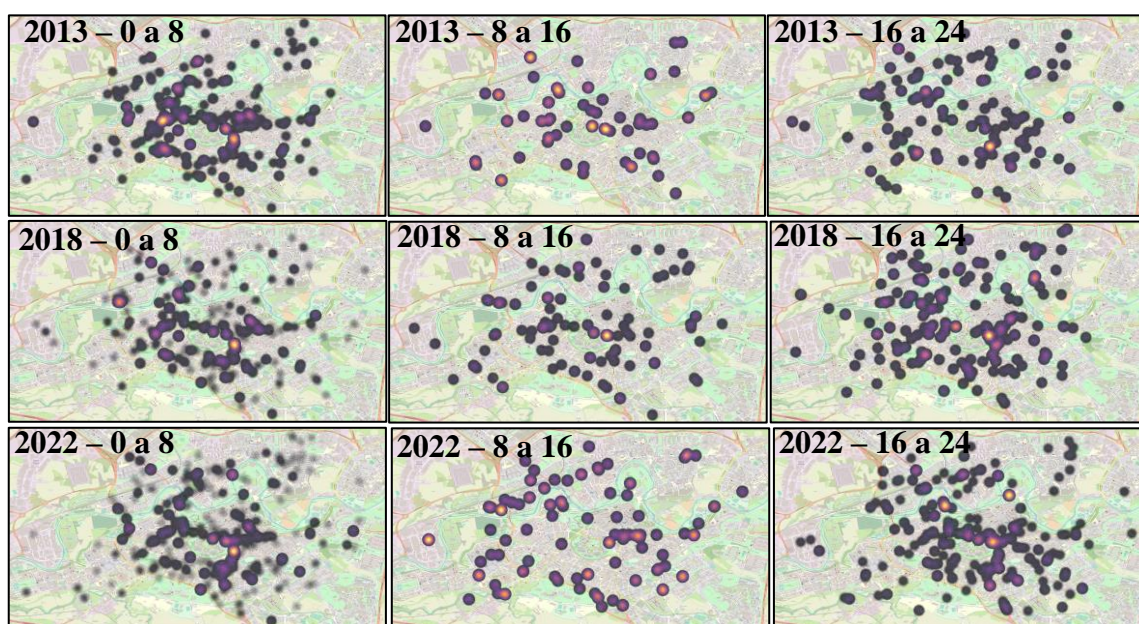 2013 – 0 a 8
2013 – 8 a 16
2013 – 16 a 24
2018 – 0 a 8
2018 – 8 a 16
2018 – 16 a 24
2022 – 0 a 8
2022 – 8 a 16
2022 – 16 a 24